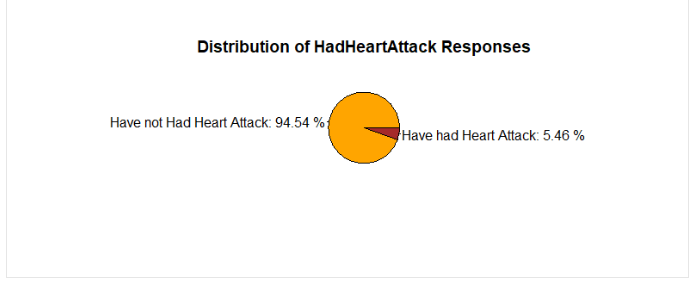 Distribution of HadHeartAttack Responses
Have not Had Heart Attack: 94.54 %
Have had Heart Attack: 5.46 %